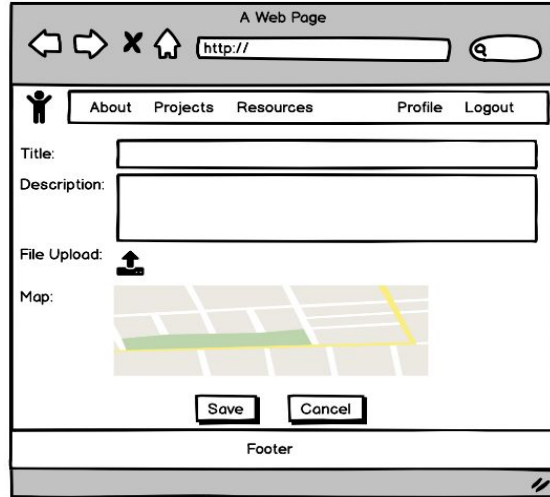 A Web Page
http://
About Projects Resources Profile Logout
Title:
Description:
File Upload:
Map:
Save Cancel
Footer